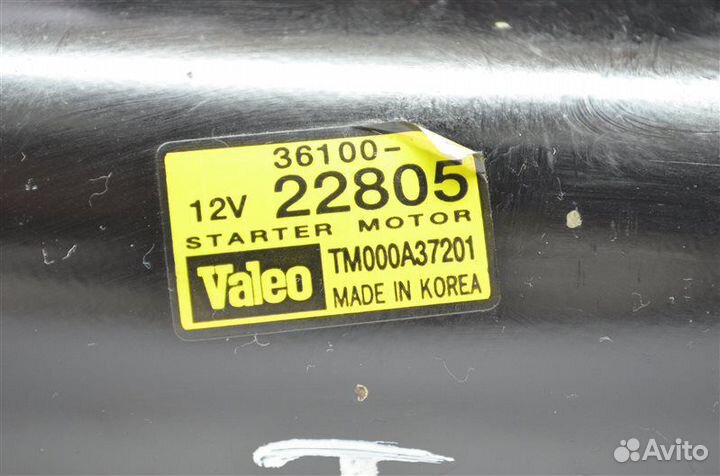 36100-
12V 22805
STARTER MOTOR
Valeo TM000A37201
MADE IN KOREA
Avito